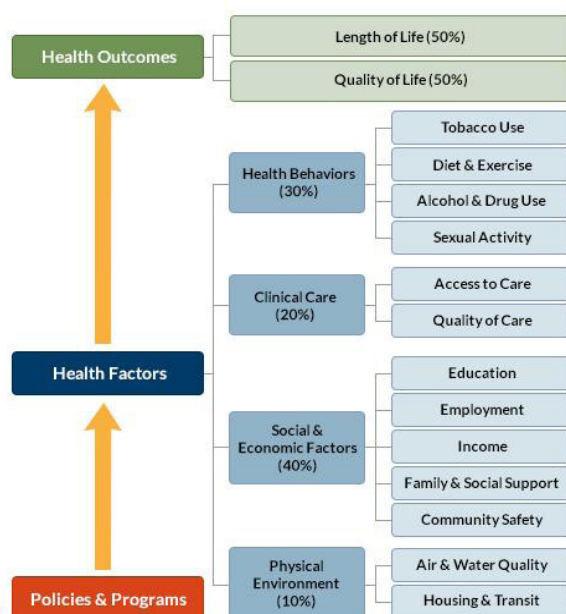 Health Outcomes
Length of Life (50%)
Quality of Life (50%)
Health Behaviors
(30%)
Tobacco Use
Diet & Exercise
Alcohol & Drug Use
Sexual Activity
Clinical Care
(20%)
Access to Care
Quality of Care
Health Factors
Social &
Economic Factors
(40%)
Education
Employment
Income
Family & Social Support
Community Safety
Physical
Environment
(10%)
Air & Water Quality
Housing & Transit
Policies & Programs